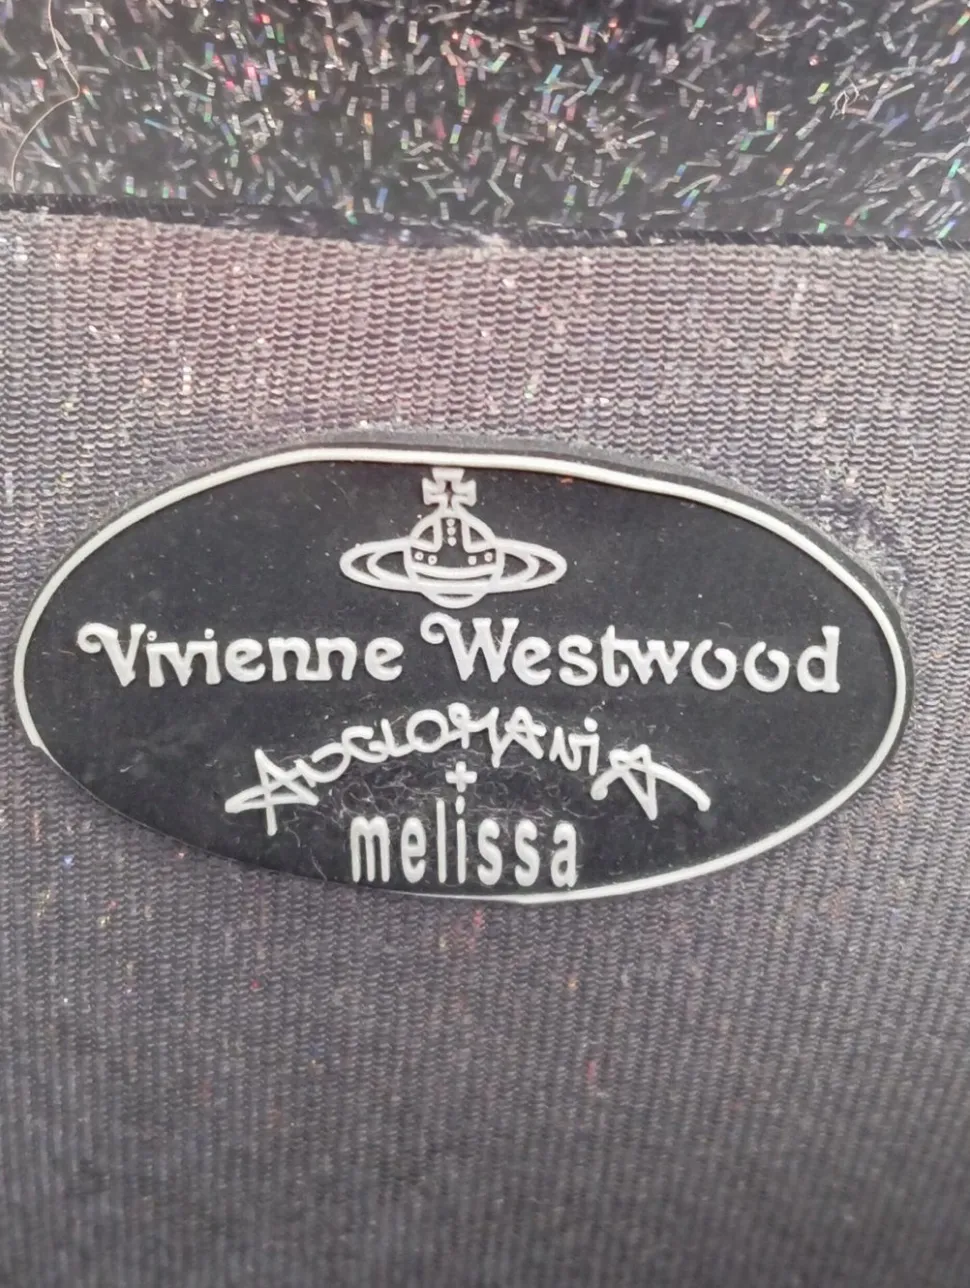 Vivienne Westwood
ANGLOMANiA
+
melissa